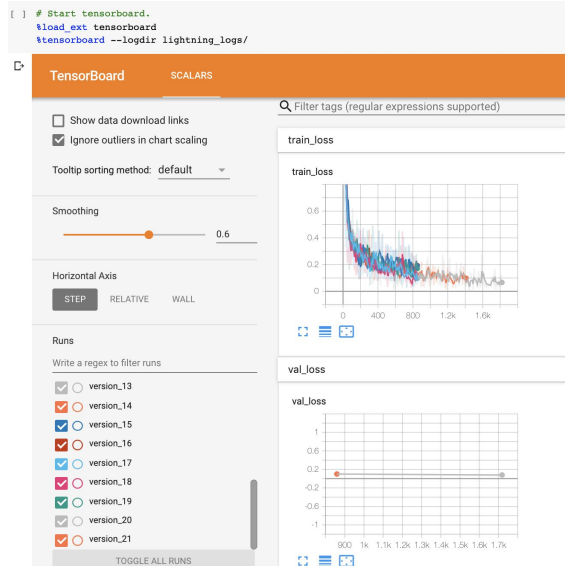 [ ] # Start tensorboard.
%load_ext tensorboard
%tensorboard --logdir lightning_logs/
TensorBoard SCALARS
Show data download links
Ignore outliers in chart scaling
Tooltip sorting method: default
Smoothing
0.6
Horizontal Axis
STEP RELATIVE WALL
Runs
Write a regex to filter runs
version_13
version_14
version_15
version_16
version_17
version_18
version_19
version_20
version_21
TOGGLE ALL RUNS
Filter tags (regular expressions supported)
train_loss
train_loss
0.6
0.4
0.2
0
0 400 800 1.2k 1.6k
val_loss
val_loss
1
0.6
0.2
-0.2
-0.6
-1
900 1k 1.1k 1.2k 1.3k 1.4k 1.5k 1.6k 1.7k